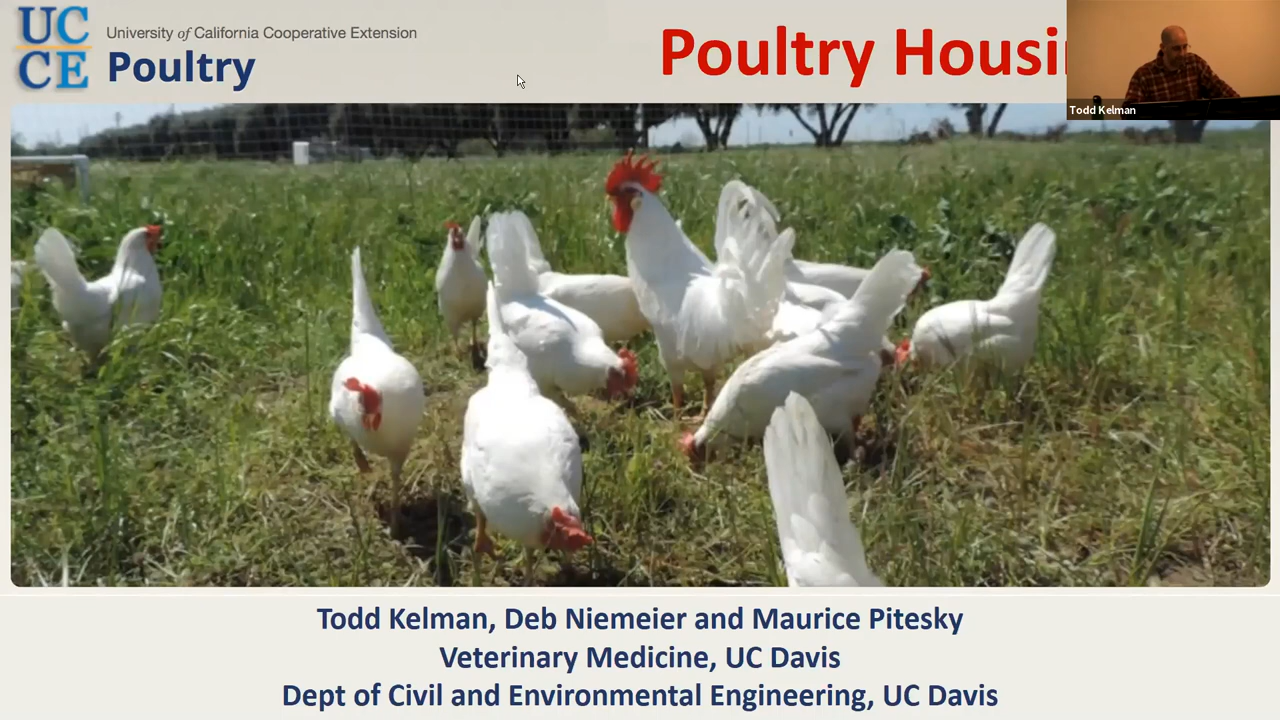 UC
CE
University of California Cooperative Extension
Poultry
Poultry Housi
Todd Kelman
Todd Kelman, Deb Niemeier and Maurice Pitesky
Veterinary Medicine, UC Davis
Dept of Civil and Environmental Engineering, UC Davis